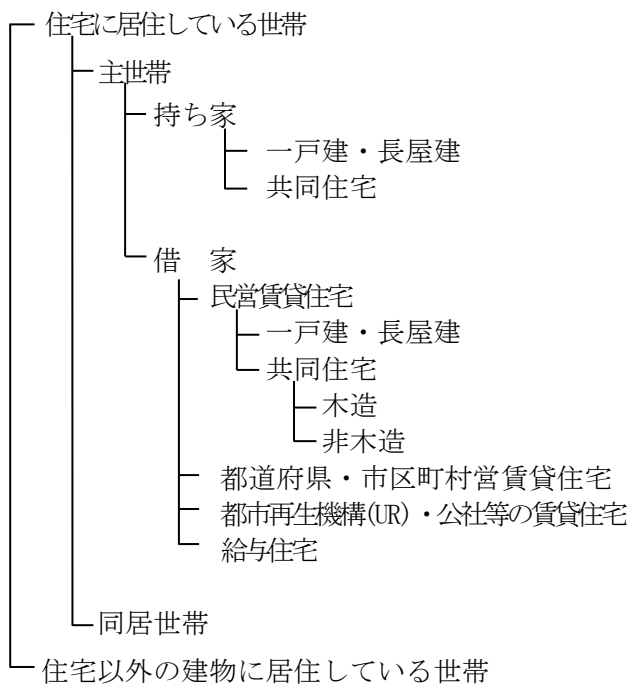 住宅に居住している世帯
主世帯
持ち家
一戸建・長屋建
共同住宅
借　家
民営賃貸住宅
一戸建・長屋建
共同住宅
木造
非木造
都道府県・市区町村営賃貸住宅
都市再生機構(UR)・公社等の賃貸住宅
給与住宅
同居世帯
住宅以外の建物に居住している世帯